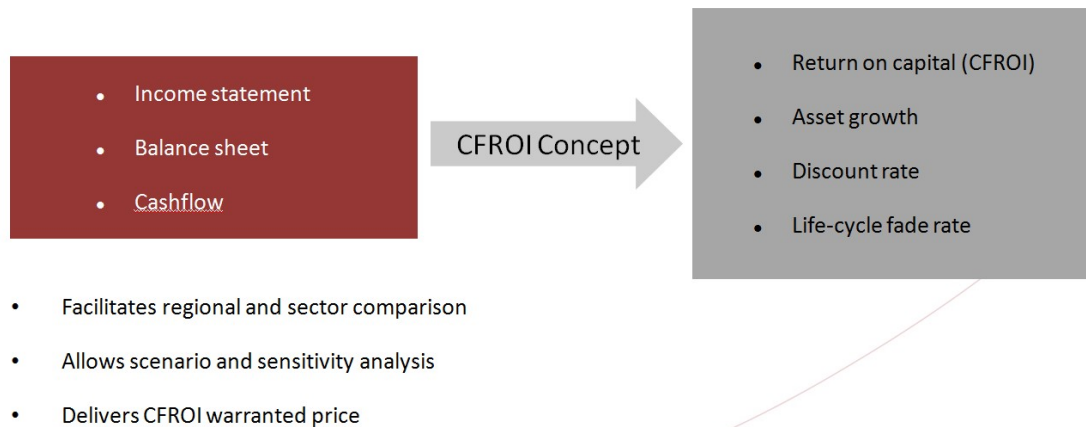 Income statement
Balance sheet
Cashflow
CFROI Concept
Return on capital (CFROI)
Asset growth
Discount rate
Life-cycle fade rate
Facilitates regional and sector comparison
Allows scenario and sensitivity analysis
Delivers CFROI warranted price